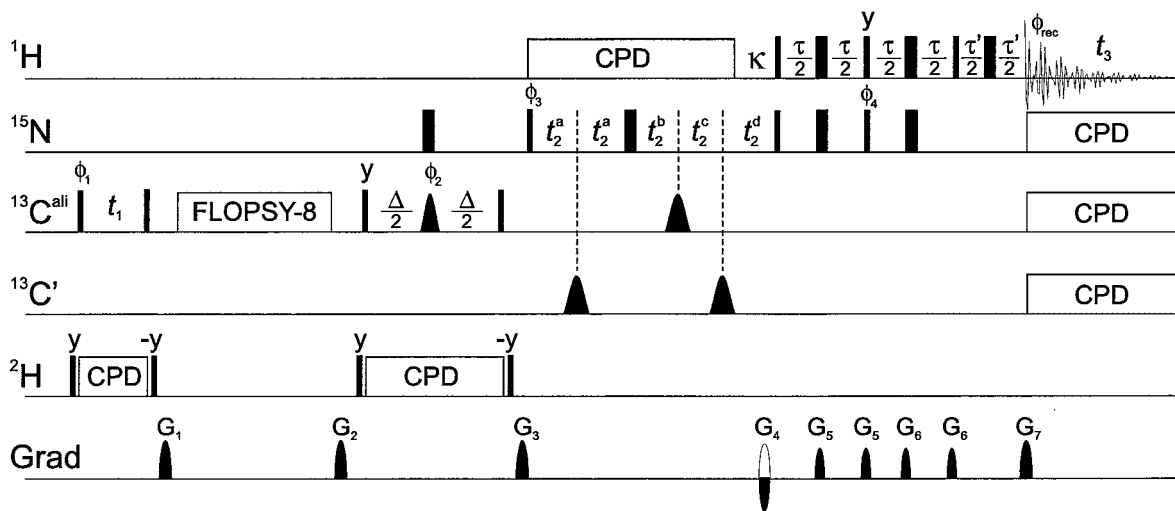 y
¹H CPD κ τ/2 τ/2 τ/2 τ/2 τ'/2 τ'/2 ϕrec t₃
ϕ₃ ϕ₄
¹⁵N t₂ᵃ t₂ᵃ t₂ᵇ t₂ᶜ t₂ᵈ CPD
ϕ₁ y ϕ₂
¹³Cᵃˡⁱ t₁ FLOPSY-8 Δ/2 Δ/2 CPD
¹³C' CPD
y -y y -y
²H CPD CPD
G₁ G₂ G₃ G₄ G₅ G₅ G₆ G₆ G₇
Grad